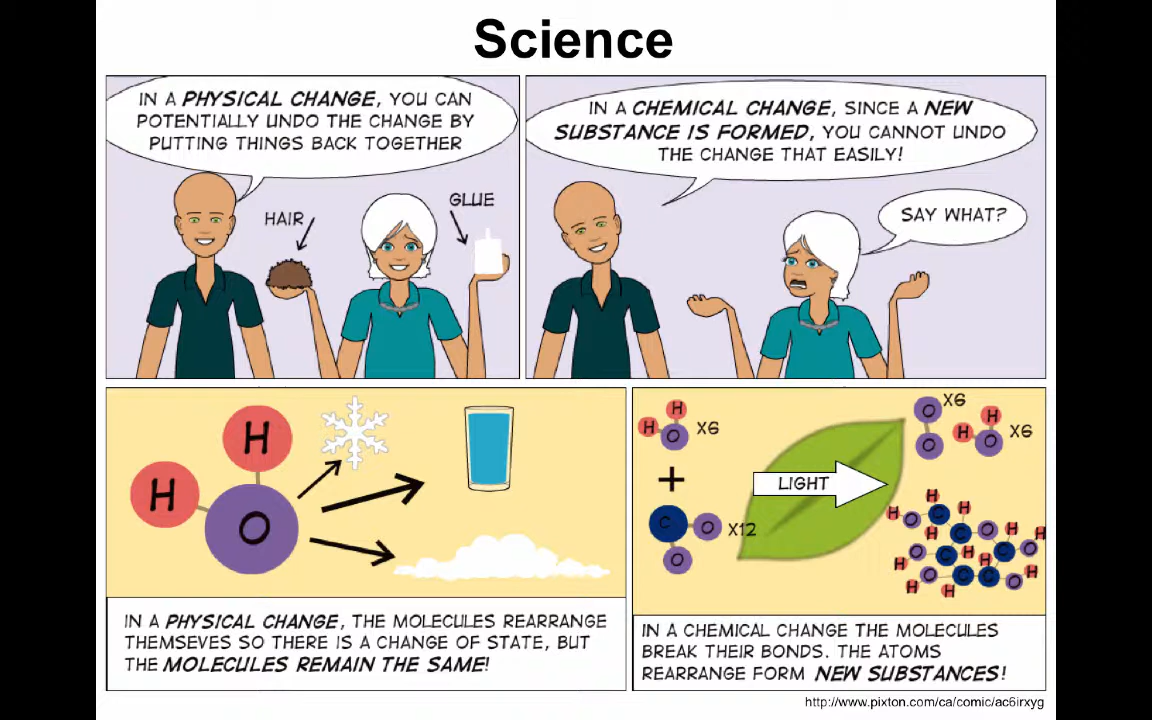 Science
IN A PHYSICAL CHANGE, YOU CAN
POTENTIALLY UNDO THE CHANGE BY
PUTTING THINGS BACK TOGETHER
HAIR
GLUE
IN A CHEMICAL CHANGE, SINCE A NEW
SUBSTANCE IS FORMED, YOU CANNOT UNDO
THE CHANGE THAT EASILY!
SAY WHAT?
H
H
O
IN A PHYSICAL CHANGE, THE MOLECULES REARRANGE
THEMSEVES SO THERE IS A CHANGE OF STATE, BUT
THE MOLECULES REMAIN THE SAME!
H
H
O
X6
+
C
O
X12
O
LIGHT
O
X6
O
H
H
O
X6
H
H
O
C
H
H
C
O
H
H
O
C
H
H
C
O
H
O
C
C
O
H
H
H
IN A CHEMICAL CHANGE THE MOLECULES
BREAK THEIR BONDS. THE ATOMS
REARRANGE FORM NEW SUBSTANCES!
http://www.pixton.com/ca/comic/ac6irxyg